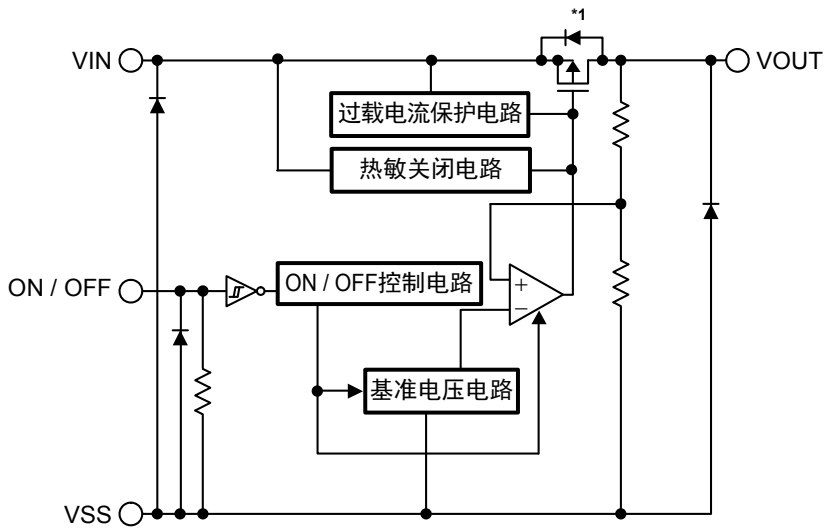 *1
VIN
VOUT
过载电流保护电路
热敏关闭电路
ON / OFF
ON / OFF控制电路
+
−
基准电压电路
VSS